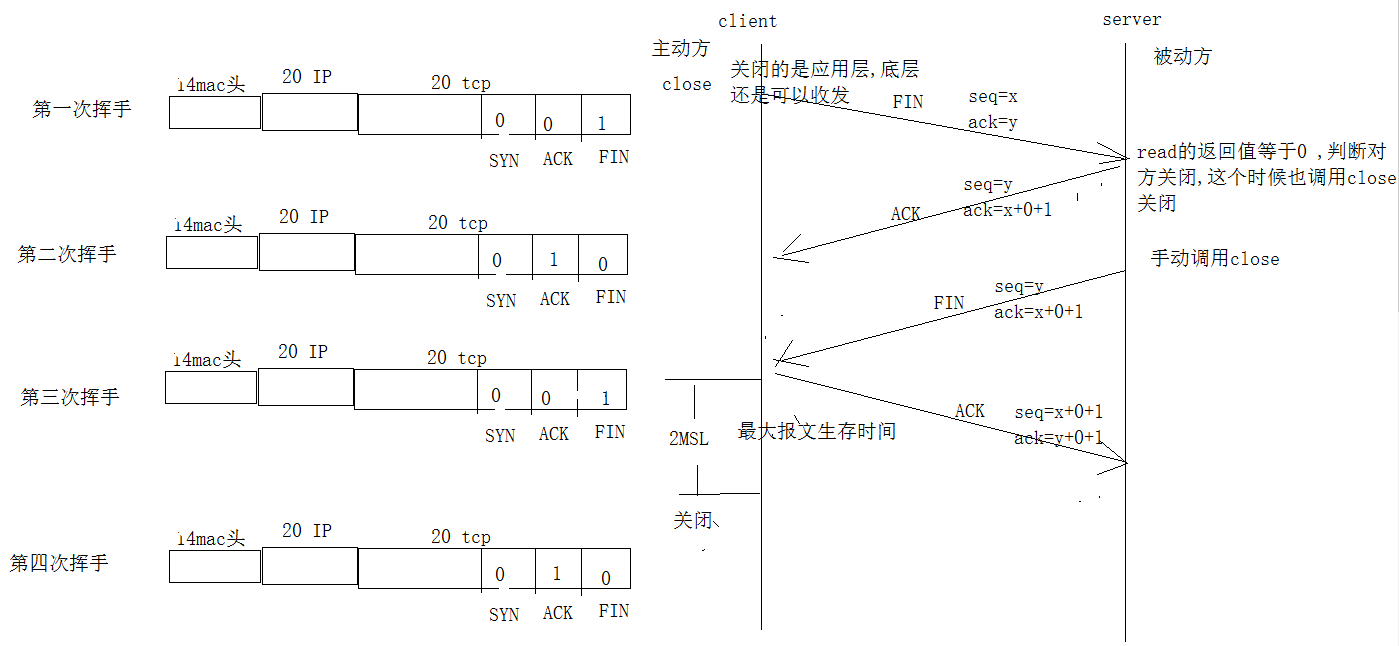 第一次挥手
14mac头
20 IP
20 tcp
0
0
1
SYN
ACK
FIN
第二次挥手
14mac头
20 IP
20 tcp
0
1
0
SYN
ACK
FIN
第三次挥手
14mac头
20 IP
20 tcp
0
0
1
SYN
ACK
FIN
第四次挥手
14mac头
20 IP
20 tcp
0
1
0
SYN
ACK
FIN
client
server
主动方
close
被动方
关闭的是应用层,底层
还是可以收发
FIN
seq=x
ack=y
read的返回值等于0 ,判断对
方关闭,这个时候也调用close
关闭
ACK
seq=y
ack=x+0+1
手动调用close
FIN
seq=y
ack=x+0+1
ACK
seq=x+0+1
ack=y+0+1
2MSL
最大报文生存时间
关闭、